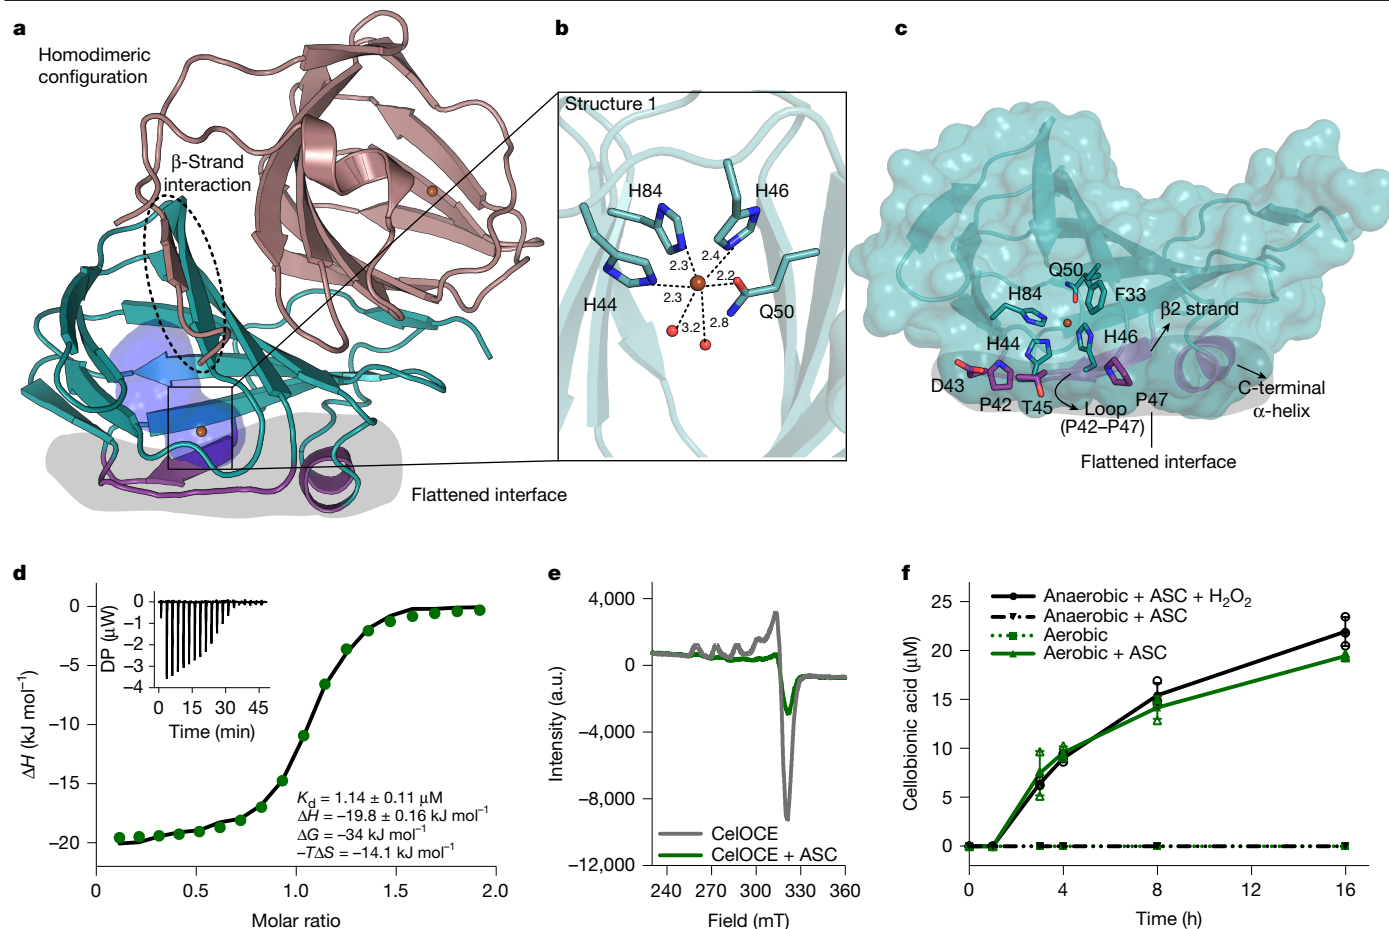 a
Homodimeric
configuration
β-Strand
interaction
Flattened interface
b
Structure 1
H84
H46
2.4
2.3
2.2
2.3
H44
Q50
3.2
2.8
c
Q50
H84
F33
β2 strand
H44
H46
D43
P42
T45
P47
C-terminal
α-helix
Loop
(P42–P47)
Flattened interface
d
ΔH (kJ mol⁻¹)
0
−5
−10
−15
−20
DP (μW)
0
−1
−2
−3
−4
0 15 30 45
Time (min)
Kd = 1.14 ± 0.11 μM
ΔH = −19.8 ± 0.16 kJ mol⁻¹
ΔG = −34 kJ mol⁻¹
−TΔS = −14.1 kJ mol⁻¹
0 0.5 1.0 1.5 2.0
Molar ratio
e
Intensity (a.u.)
4,000
0
−4,000
−8,000
−12,000
CelOCE
CelOCE + ASC
240 270 300 330 360
Field (mT)
f
Cellobionic acid (μM)
25
20
15
10
5
0
Anaerobic + ASC + H₂O₂
Anaerobic + ASC
Aerobic
Aerobic + ASC
0 4 8 12 16
Time (h)